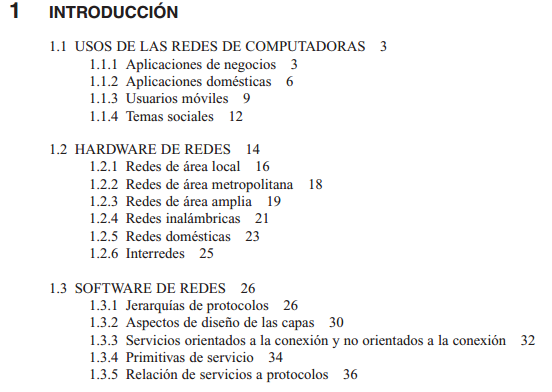 1 INTRODUCCIÓN
1.1 USOS DE LAS REDES DE COMPUTADORAS 3
1.1.1 Aplicaciones de negocios 3
1.1.2 Aplicaciones domésticas 6
1.1.3 Usuarios móviles 9
1.1.4 Temas sociales 12
1.2 HARDWARE DE REDES 14
1.2.1 Redes de área local 16
1.2.2 Redes de área metropolitana 18
1.2.3 Redes de área amplia 19
1.2.4 Redes inalámbricas 21
1.2.5 Redes domésticas 23
1.2.6 Interredes 25
1.3 SOFTWARE DE REDES 26
1.3.1 Jerarquías de protocolos 26
1.3.2 Aspectos de diseño de las capas 30
1.3.3 Servicios orientados a la conexión y no orientados a la conexión 32
1.3.4 Primitivas de servicio 34
1.3.5 Relación de servicios a protocolos 36